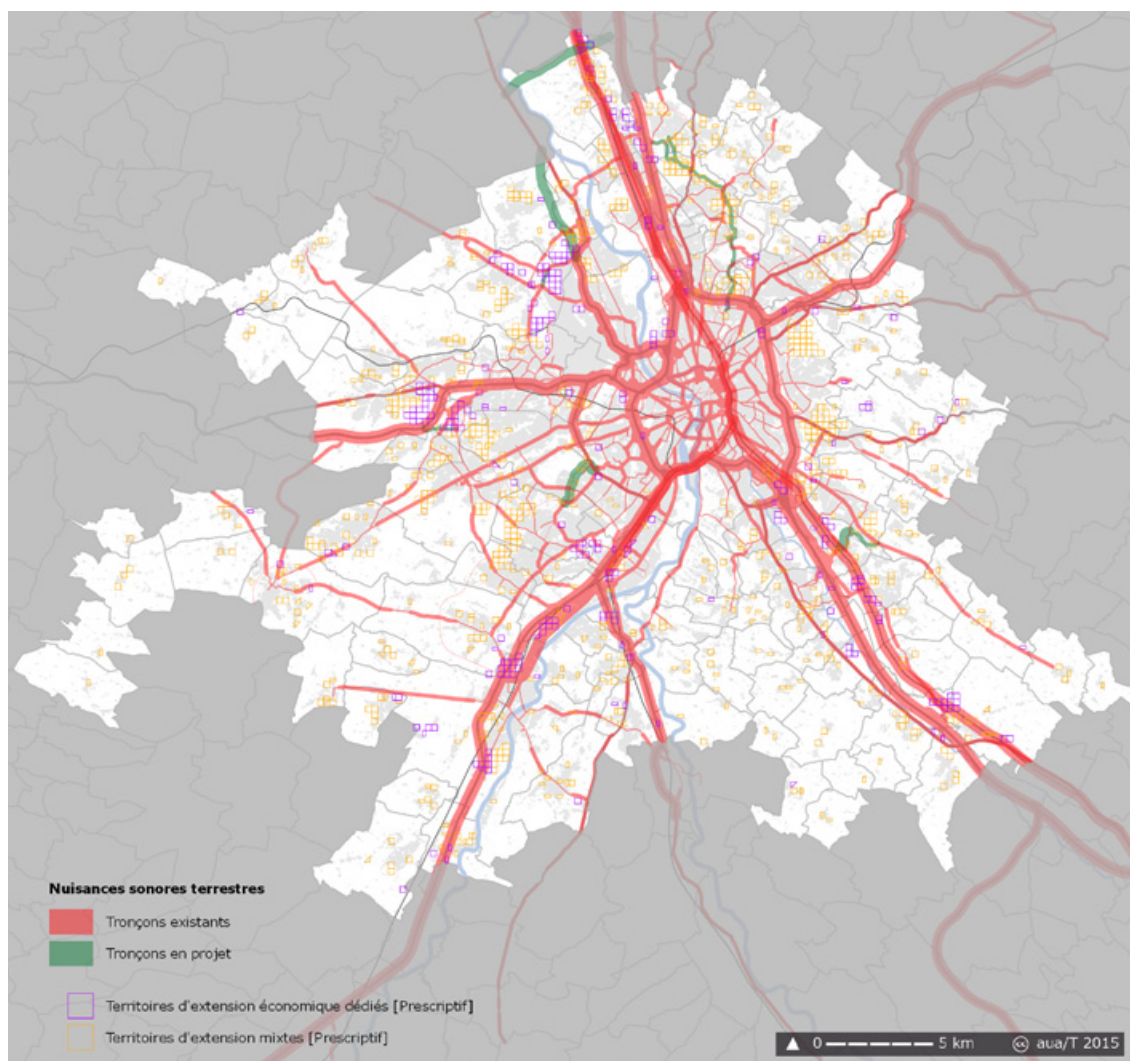 Nuisances sonores terrestres
Tronçons existants
Tronçons en projet
Territoires d'extension économique dédiés [Prescriptif]
Territoires d'extension mixtes [Prescriptif]
0 5 km cc aua/T 2015